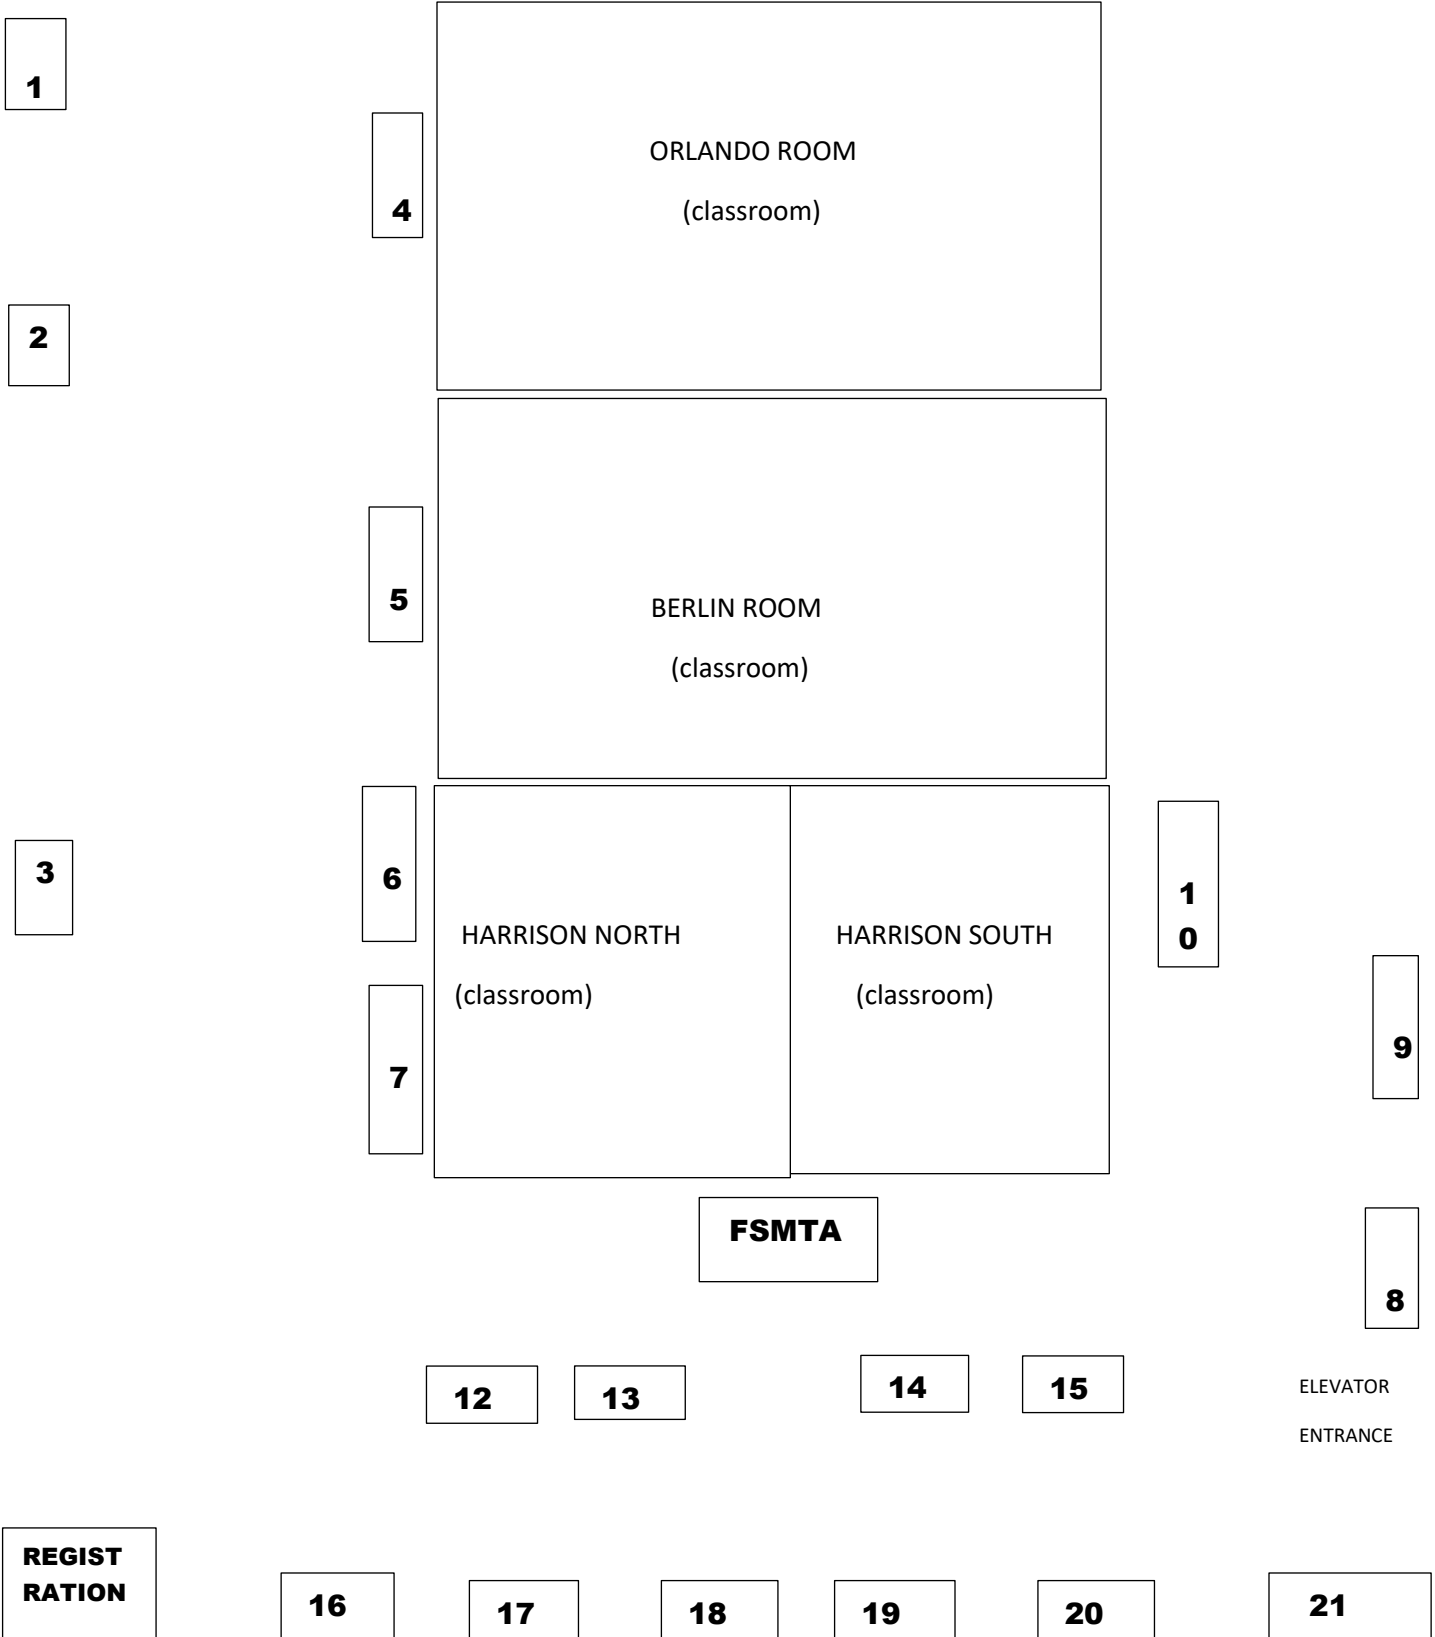 1
ORLANDO ROOM
4
(classroom)
2
5
BERLIN ROOM
(classroom)
3
6
1
0
HARRISON NORTH
HARRISON SOUTH
(classroom)
(classroom)
9
7
FSMTA
8
12
13
14
15
ELEVATOR
ENTRANCE
REGIST
RATION
16
17
18
19
20
21